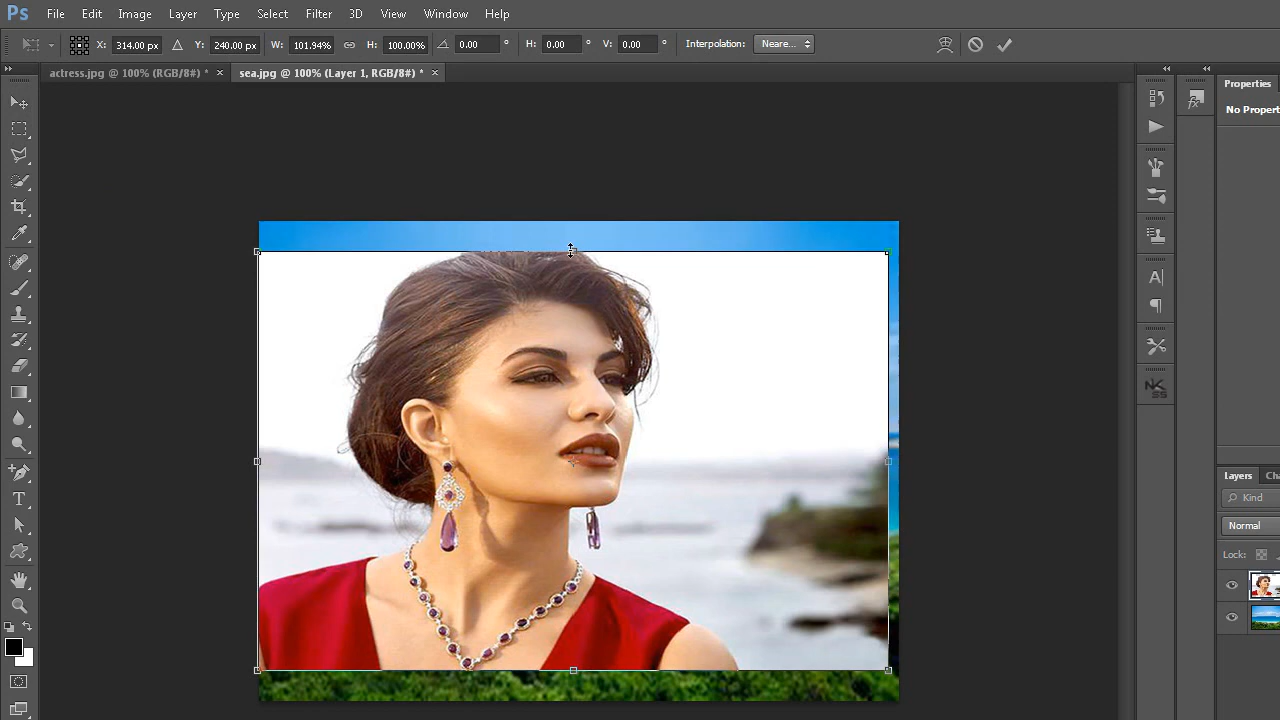 Ps File Edit Image Layer Type Select Filter 3D View Window Help
X: 314.00 px Y: 240.00 px W: 101.94% H: 100.00% 0.00 ° H: 0.00 ° V: 0.00 ° Interpolation: Neare...
actress.jpg @ 100% (RGB/8#) * × sea.jpg @ 100% (Layer 1, RGB/8#) * ×
Properties
No Propert
Layers Cha
Kind
Normal
Lock: